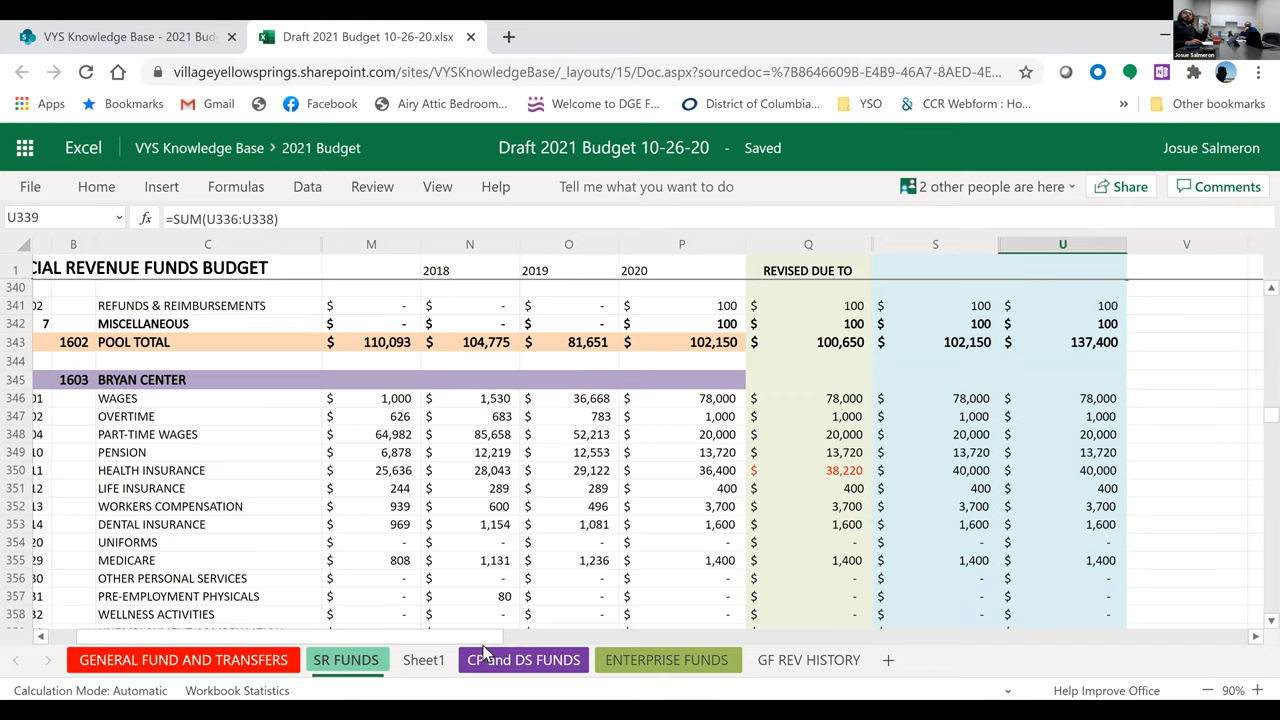 VYS Knowledge Base - 2021 Bud
Draft 2021 Budget 10-26-20.xlsx
Josue Salmeron
villageyellowsprings.sharepoint.com/sites/VYSKnowledgeBase/_layouts/15/Doc.aspx?sourcedoc=%7B8646609B-E4B9-46A7-8AED-4E...
Apps Bookmarks Gmail Facebook Airy Attic Bedroom... Welcome to DGE F... District of Columbia... YSO CCR Webform : Ho... » Other bookmarks
Excel VYS Knowledge Base > 2021 Budget Draft 2021 Budget 10-26-20 - Saved Josue Salmeron
File Home Insert Formulas Data Review View Help Tell me what you want to do 2 other people are here Share Comments
U339 fx =SUM(U336:U338)
B C M N O P Q S U V
1 CIAL REVENUE FUNDS BUDGET 2018 2019 2020 REVISED DUE TO
340
341 02 REFUNDS & REIMBURSEMENTS $ - $ - $ - $ 100 $ 100 $ 100 $ 100
342 7 MISCELLANEOUS $ - $ - $ - $ 100 $ 100 $ 100 $ 100
343 1602 POOL TOTAL $ 110,093 $ 104,775 $ 81,651 $ 102,150 $ 100,650 $ 102,150 $ 137,400
344
345 1603 BRYAN CENTER
346 01 WAGES $ 1,000 $ 1,530 $ 36,668 $ 78,000 $ 78,000 $ 78,000 $ 78,000
347 02 OVERTIME $ 626 $ 683 $ 783 $ 1,000 $ 1,000 $ 1,000 $ 1,000
348 04 PART-TIME WAGES $ 64,982 $ 85,658 $ 52,213 $ 20,000 $ 20,000 $ 20,000 $ 20,000
349 10 PENSION $ 6,878 $ 12,219 $ 12,553 $ 13,720 $ 13,720 $ 13,720 $ 13,720
350 11 HEALTH INSURANCE $ 25,636 $ 28,043 $ 29,122 $ 36,400 $ 38,220 $ 40,000 $ 40,000
351 12 LIFE INSURANCE $ 244 $ 289 $ 289 $ 400 $ 400 $ 400 $ 400
352 13 WORKERS COMPENSATION $ 939 $ 600 $ 496 $ 3,700 $ 3,700 $ 3,700 $ 3,700
353 14 DENTAL INSURANCE $ 969 $ 1,154 $ 1,081 $ 1,600 $ 1,600 $ 1,600 $ 1,600
354 20 UNIFORMS $ - $ - $ - $ - $ - $ - $ -
355 29 MEDICARE $ 808 $ 1,131 $ 1,236 $ 1,400 $ 1,400 $ 1,400 $ 1,400
356 30 OTHER PERSONAL SERVICES $ - $ - $ - $ - $ - $ - $ -
357 31 PRE-EMPLOYMENT PHYSICALS $ - $ 80 $ - $ - $ - $ - $ -
358 32 WELLNESS ACTIVITIES $ - $ - $ - $ - $ - $ - $ -
GENERAL FUND AND TRANSFERS SR FUNDS Sheet1 CP and DS FUNDS ENTERPRISE FUNDS GF REV HISTORY
Calculation Mode: Automatic Workbook Statistics Help Improve Office 90%